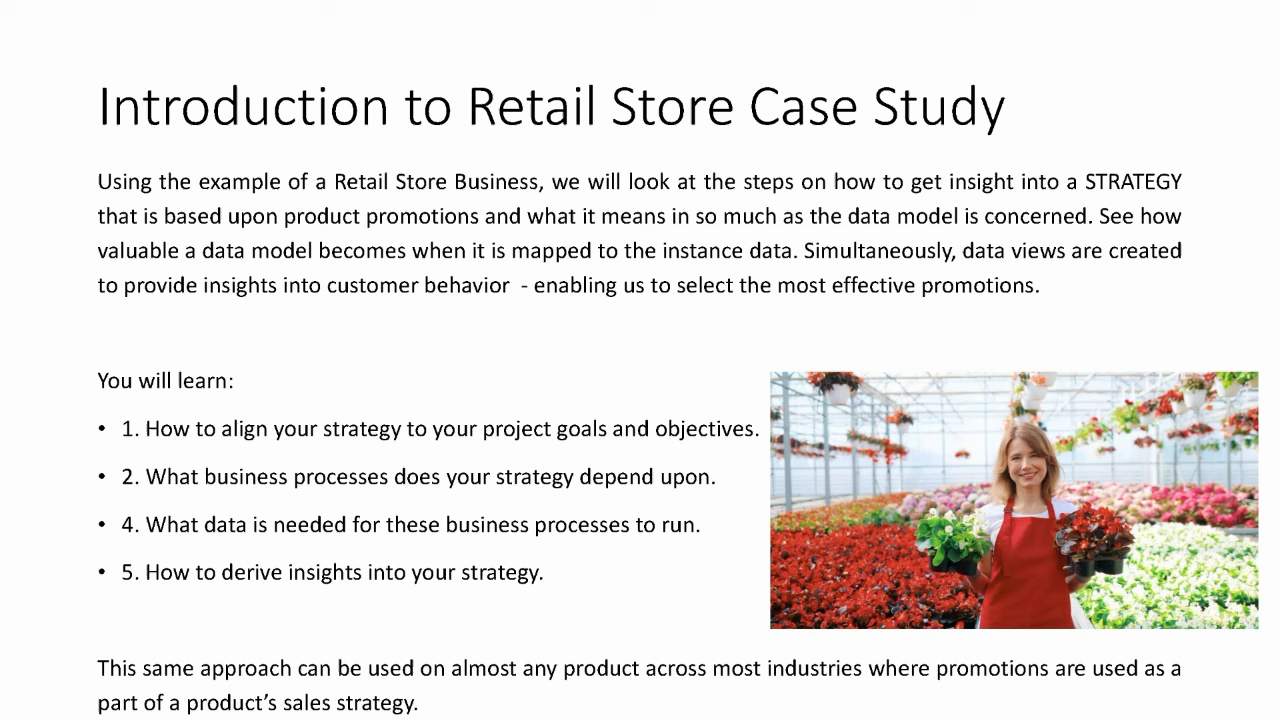 Introduction to Retail Store Case Study
Using the example of a Retail Store Business, we will look at the steps on how to get insight into a STRATEGY
that is based upon product promotions and what it means in so much as the data model is concerned. See how
valuable a data model becomes when it is mapped to the instance data. Simultaneously, data views are created
to provide insights into customer behavior  - enabling us to select the most effective promotions.
You will learn:
• 1. How to align your strategy to your project goals and objectives.
• 2. What business processes does your strategy depend upon.
• 4. What data is needed for these business processes to run.
• 5. How to derive insights into your strategy.
This same approach can be used on almost any product across most industries where promotions are used as a
part of a product’s sales strategy.